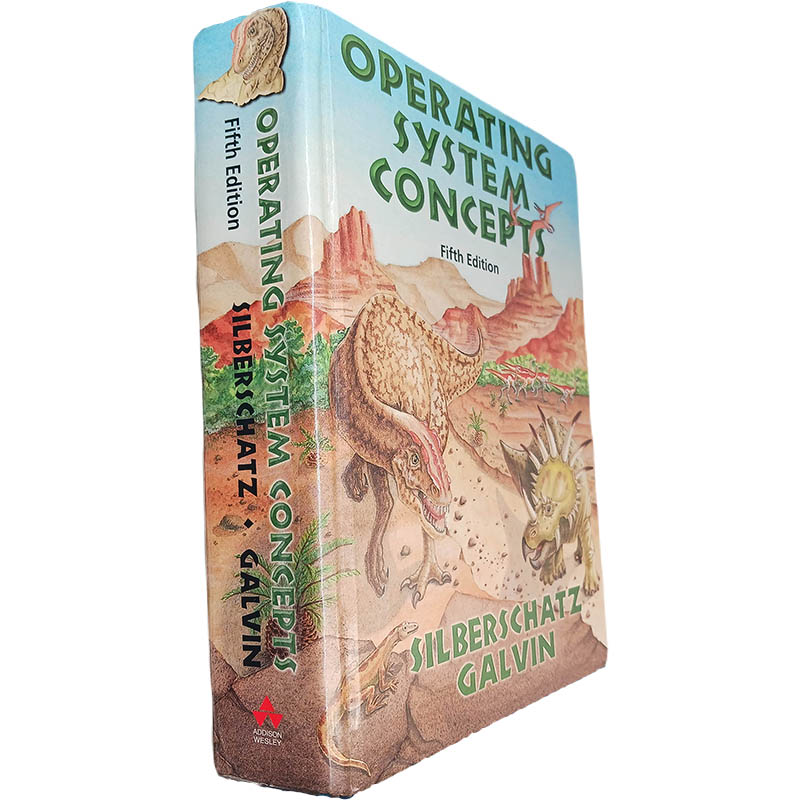 OPERATING SYSTEM CONCEPTS
Fifth Edition
SILBERSCHATZ ◆ GALVIN
ADDISON
WESLEY
OPERATING
SYSTEM
CONCEPTS
Fifth Edition
SILBERSCHATZ
GALVIN